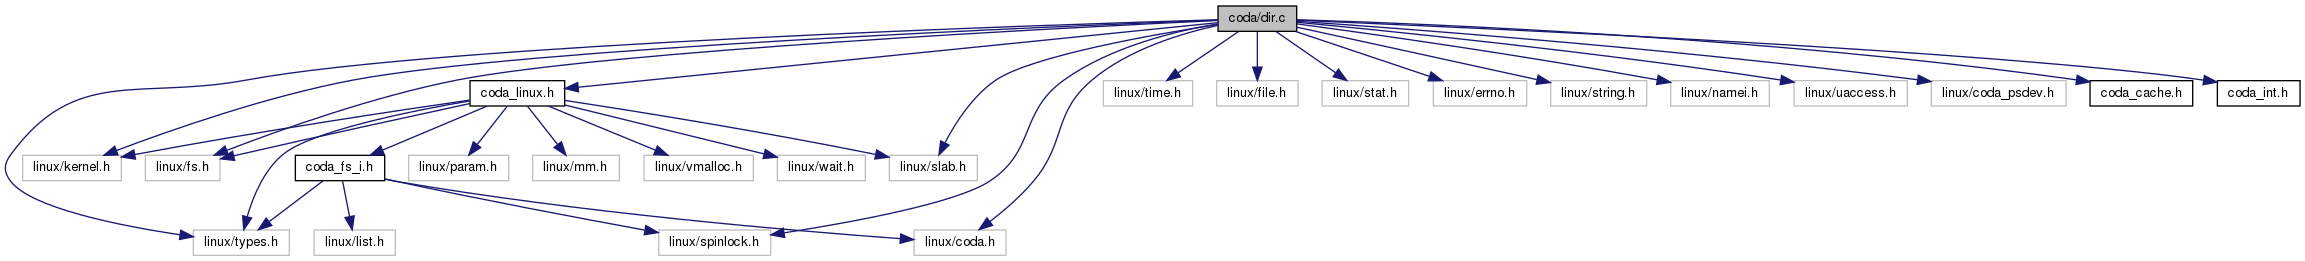 coda/dir.c
coda_linux.h
linux/time.h
linux/file.h
linux/stat.h
linux/errno.h
linux/string.h
linux/namei.h
linux/uaccess.h
linux/coda_psdev.h
coda_cache.h
coda_int.h
linux/kernel.h
linux/fs.h
coda_fs_i.h
linux/param.h
linux/mm.h
linux/vmalloc.h
linux/wait.h
linux/slab.h
linux/types.h
linux/list.h
linux/spinlock.h
linux/coda.h